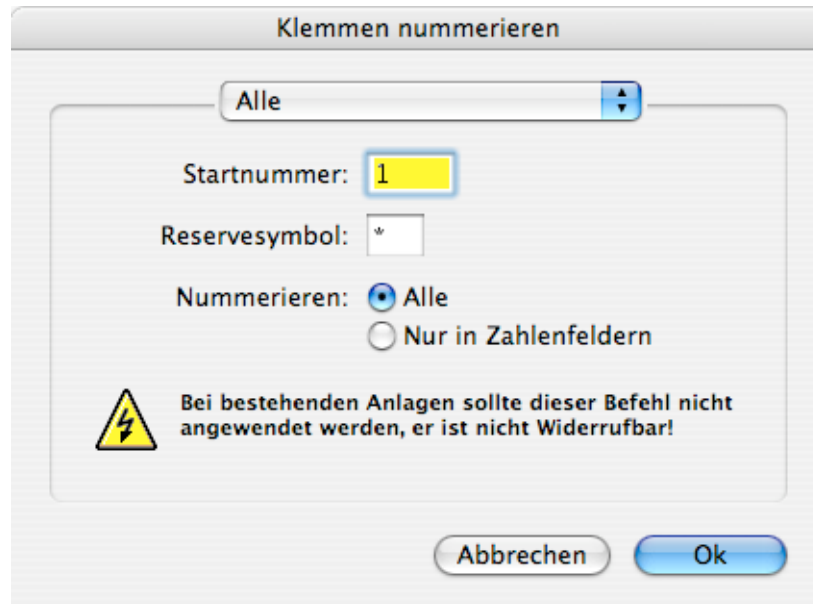 Klemmen nummerieren
Alle
Startnummer: 1
Reservesymbol: *
Nummerieren: Alle
Nur in Zahlenfeldern
Bei bestehenden Anlagen sollte dieser Befehl nicht
angewendet werden, er ist nicht Widerrufbar!
Abbrechen Ok